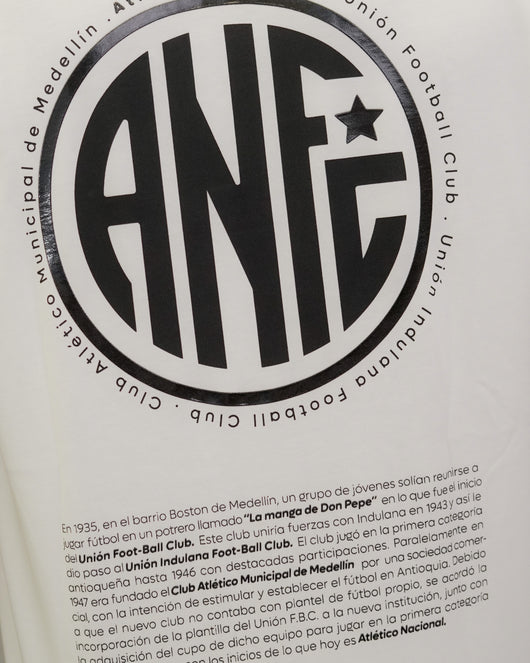 Unión Football Club . Unión Indulana Football Club . Club Atlético Municipal de Medellín .
ANFC
En 1935, en el barrio Boston de Medellín, un grupo de jóvenes solían reunirse a
jugar fútbol en un potrero llamado "La manga de Don Pepe" en lo que fue el inicio
del Unión Foot-Ball Club. Este club uniría fuerzas con Indulana en 1943 y así le
dio paso al Unión Indulana Foot-Ball Club. El club jugó en la primera categoría
antioqueña hasta 1946 con destacadas participaciones. Paralelamente en
1947 era fundado el Club Atlético Municipal de Medellín por una sociedad comer-
cial, con la intención de estimular y establecer el fútbol en Antioquia. Debido
a que el nuevo club no contaba con plantel de fútbol propio, se acordó la
incorporación de la plantilla del Unión F.B.C. a la nueva institución, junto con
la adquisición del cupo de dicho equipo para jugar en la primera categoría
los inicios de lo que hoy es Atlético Nacional.